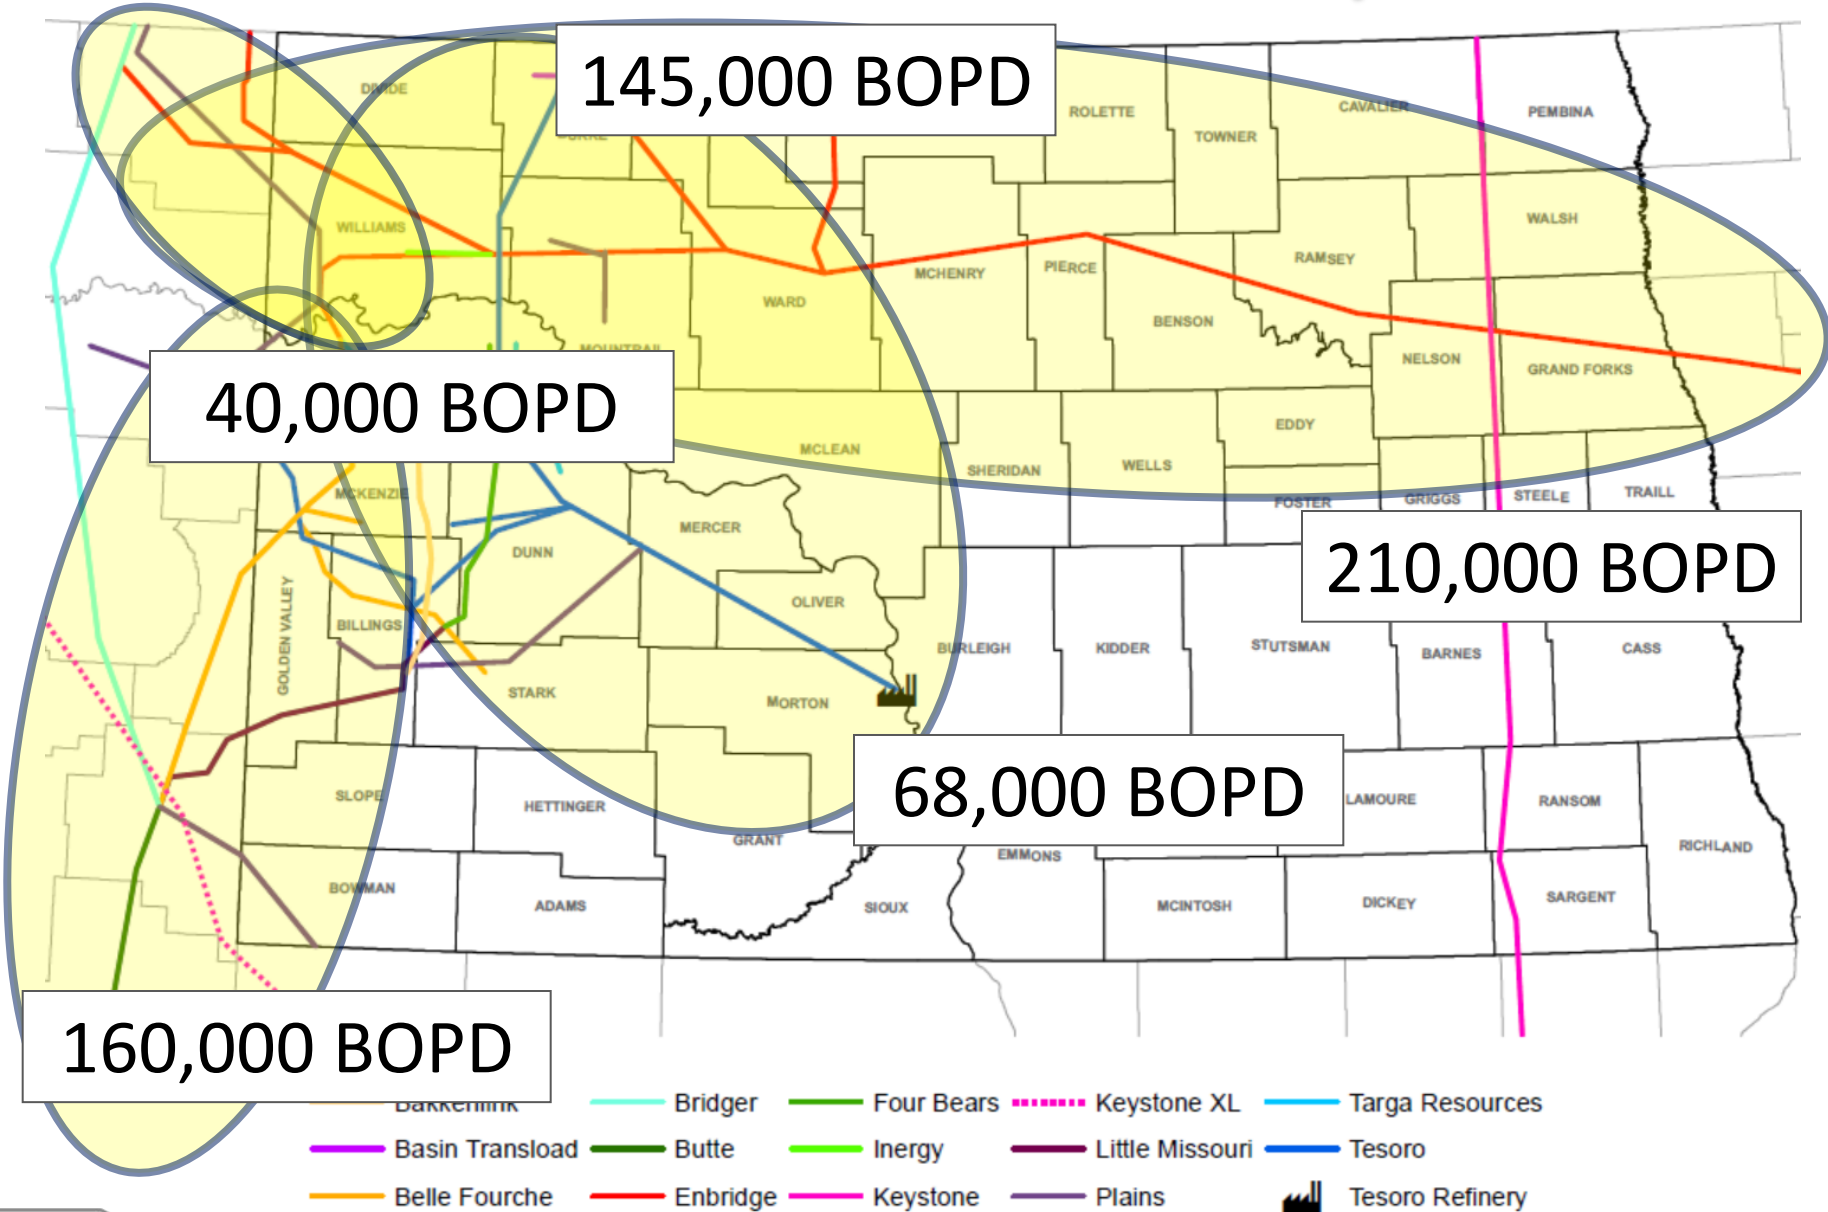 145,000 BOPD
DIVIDE
BURKE
ROLETTE
TOWNER
CAVALIER
PEMBINA
WILLIAMS
WALSH
MCHENRY
PIERCE
RAMSEY
WARD
BENSON
MOUNTRAIL
NELSON
GRAND FORKS
40,000 BOPD
MCLEAN
EDDY
SHERIDAN
WELLS
MCKENZIE
FOSTER
GRIGGS
STEELE
TRAILL
MERCER
DUNN
210,000 BOPD
GOLDEN VALLEY
BILLINGS
OLIVER
BURLEIGH
KIDDER
STUTSMAN
BARNES
CASS
STARK
MORTON
SLOPE
HETTINGER
68,000 BOPD
LAMOURE
RANSOM
GRANT
EMMONS
RICHLAND
BOWMAN
ADAMS
SIOUX
MCINTOSH
DICKEY
SARGENT
160,000 BOPD
Bakkenlink
Bridger
Four Bears
Keystone XL
Targa Resources
Basin Transload
Butte
Inergy
Little Missouri
Tesoro
Belle Fourche
Enbridge
Keystone
Plains
Tesoro Refinery